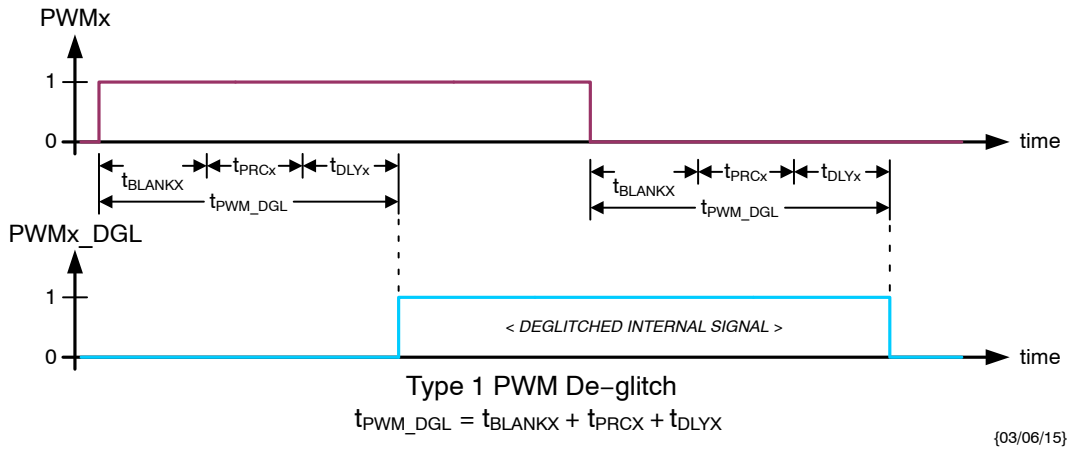 PWMx
1
0
time
tBLANKX tPRCx tDLYx
tPWM_DGL
tBLANKX tPRCx tDLYx
tPWM_DGL
PWMx_DGL
1
< DEGLITCHED INTERNAL SIGNAL >
0
time
Type 1 PWM De−glitch
tPWM_DGL = tBLANKX + tPRCX + tDLYX
{03/06/15}